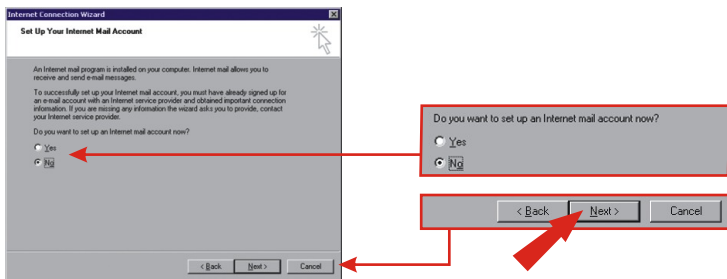 Internet Connection Wizard
Set Up Your Internet Mail Account
An Internet mail program is installed on your computer. Internet mail allows you to
receive and send e-mail messages.
To successfully set up your Internet mail account, you must have already signed up for
an e-mail account with an Internet service provider and obtained important connection
information. If you are missing any information the wizard asks you to provide, contact
your Internet service provider.
Do you want to set up an Internet mail account now?
Yes
No
< Back Next > Cancel
Do you want to set up an Internet mail account now?
Yes
No
< Back Next > Cancel